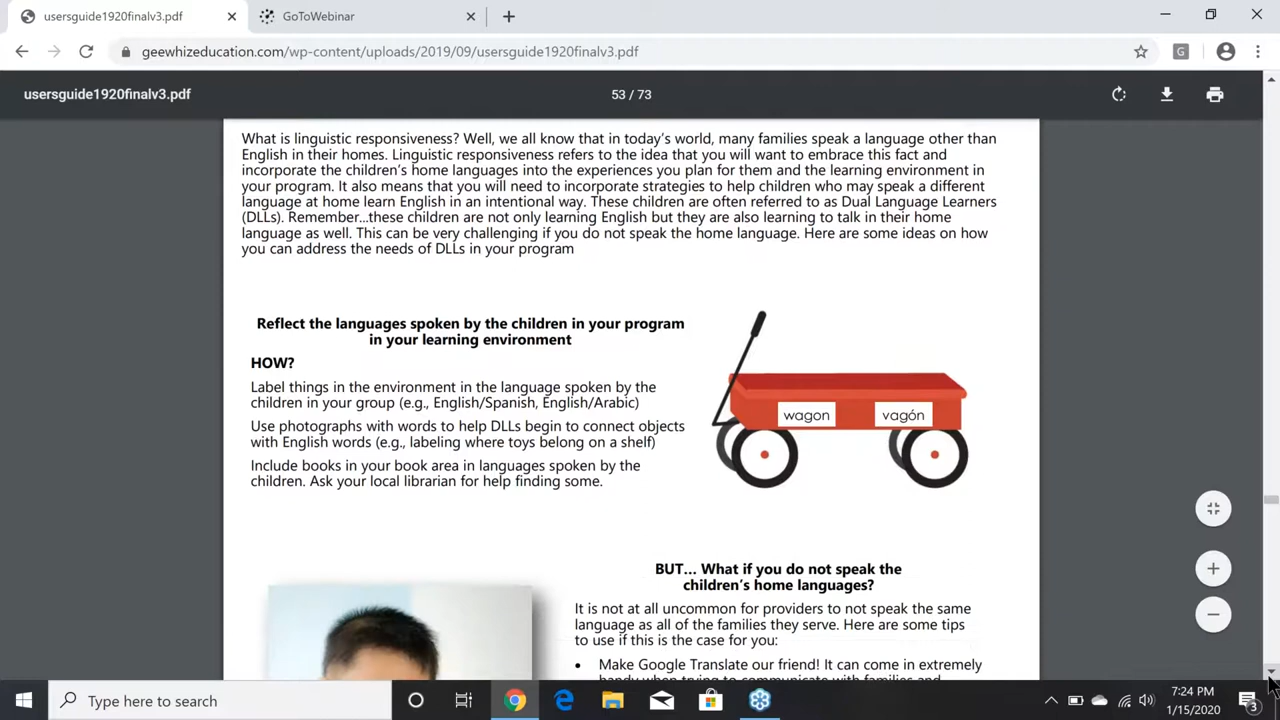 usersguide1920finalv3.pdf
GoToWebinar
geewhizeducation.com/wp-content/uploads/2019/09/usersguide1920finalv3.pdf
G
usersguide1920finalv3.pdf
53 / 73
What is linguistic responsiveness? Well, we all know that in today's world, many families speak a language other than
English in their homes. Linguistic responsiveness refers to the idea that you will want to embrace this fact and
incorporate the children's home languages into the experiences you plan for them and the learning environment in
your program. It also means that you will need to incorporate strategies to help children who may speak a different
language at home learn English in an intentional way. These children are often referred to as Dual Language Learners
(DLLs). Remember…these children are not only learning English but they are also learning to talk in their home
language as well. This can be very challenging if you do not speak the home language. Here are some ideas on how
you can address the needs of DLLs in your program
Reflect the languages spoken by the children in your program
in your learning environment
HOW?
Label things in the environment in the language spoken by the
children in your group (e.g., English/Spanish, English/Arabic)
Use photographs with words to help DLLs begin to connect objects
with English words (e.g., labeling where toys belong on a shelf)
Include books in your book area in languages spoken by the
children. Ask your local librarian for help finding some.
wagon
vagón
BUT… What if you do not speak the
children's home languages?
It is not at all uncommon for providers to not speak the same
language as all of the families they serve. Here are some tips
to use if this is the case for you:
• Make Google Translate our friend! It can come in extremely
handy when trying to communicate with families and
Type here to search
7:24 PM
1/15/2020
3